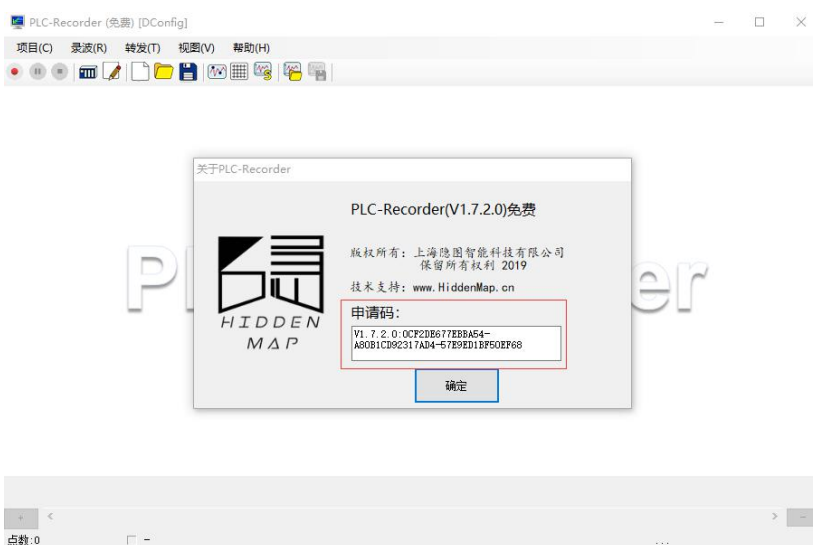 PLC-Recorder (免费) [DConfig]
项目(C) 录波(R) 转发(T) 视图(V) 帮助(H)
关于PLC-Recorder
PLC-Recorder(V1.7.2.0)免费
版权所有：上海隐图智能科技有限公司
保留所有权利 2019
技术支持：www.HiddenMap.cn
申请码：
V1.7.2.0:0CF2DE677EBBA54-
A80B1CD92317AD4-57E9ED1BF50EF68
HIDDEN
MAP
确定
点数:0